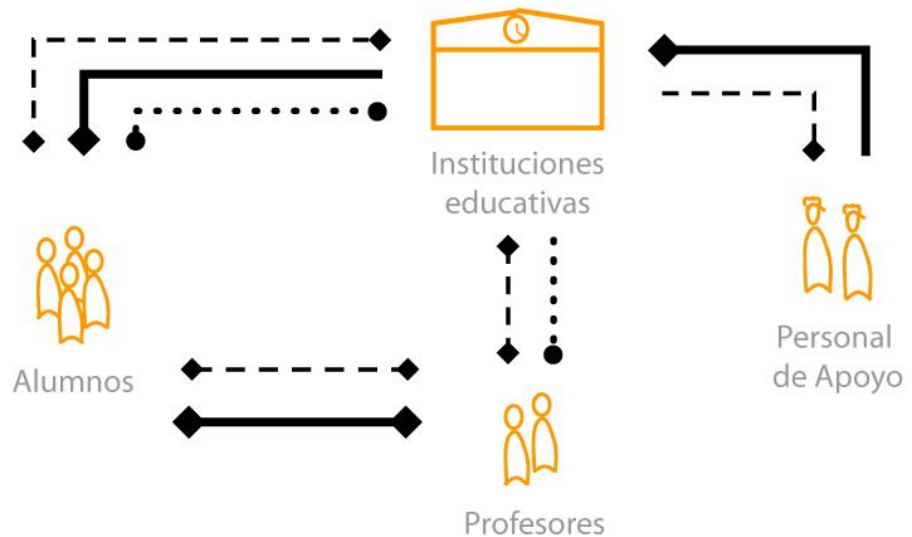 Instituciones
educativas
Alumnos
Personal
de Apoyo
Profesores